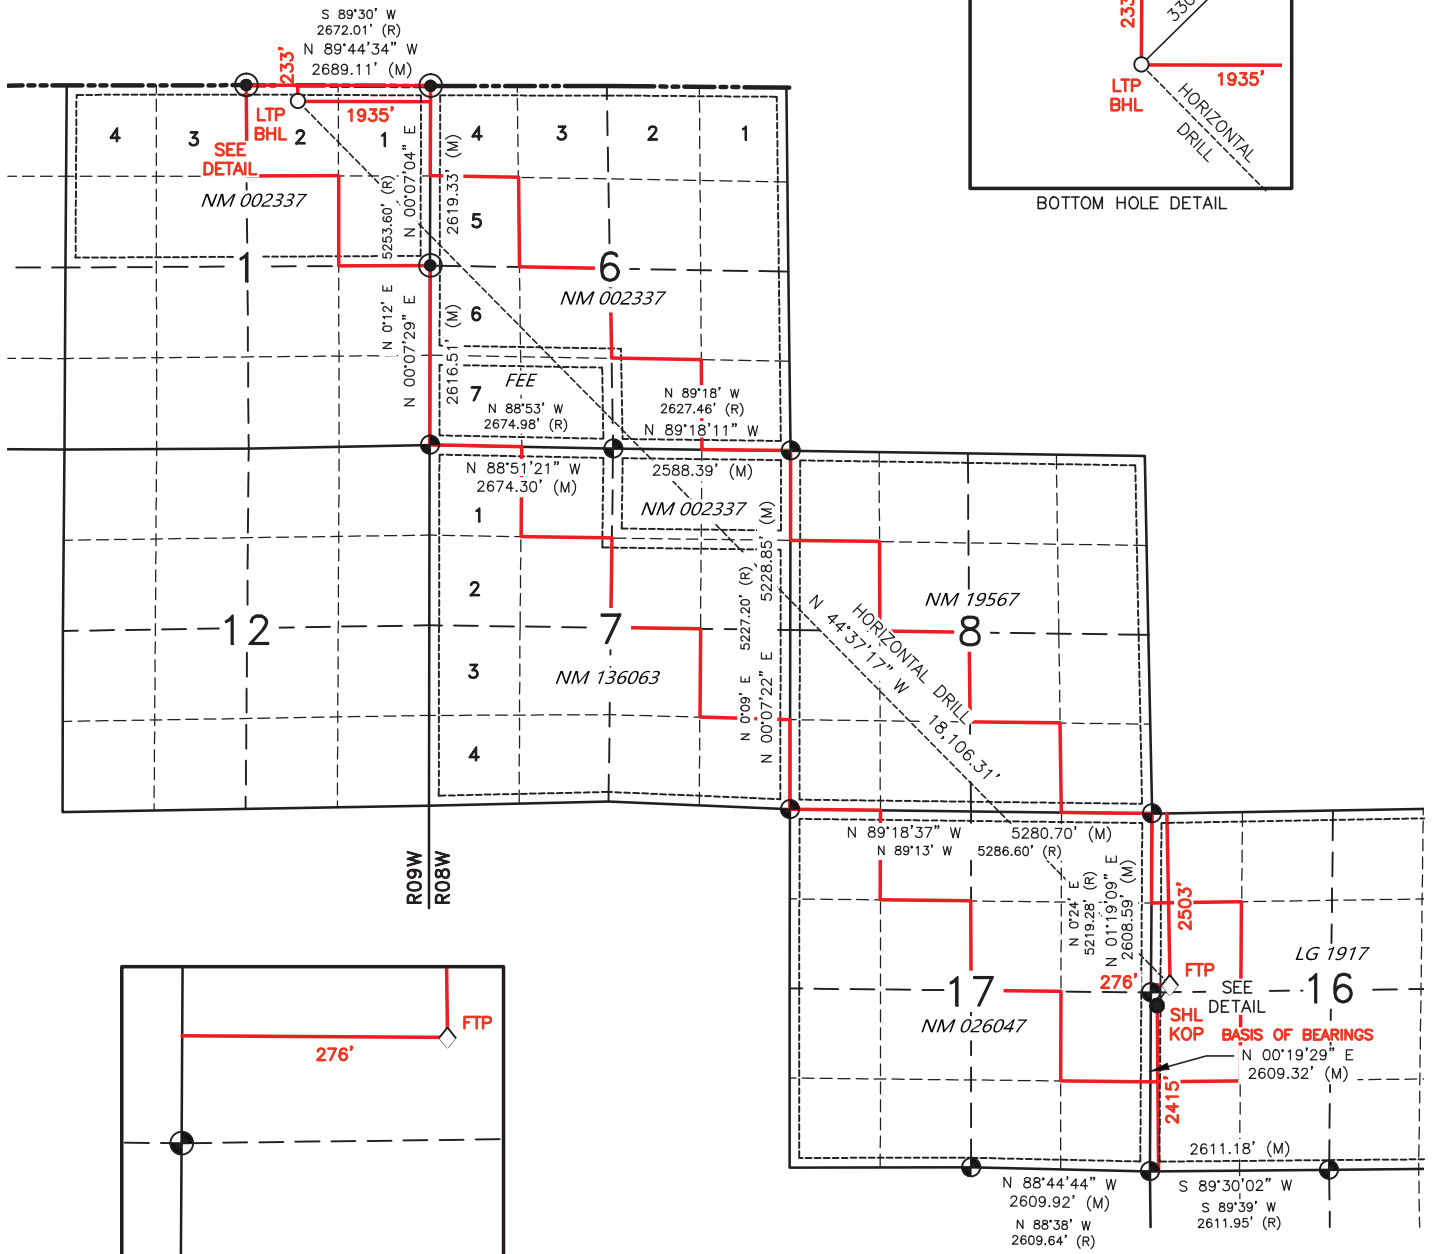 S 89°30' W
2672.01' (R)
N 89°44'34" W
2689.11' (M)
233'
1935'
LTP
BHL
SEE
DETAIL
4
3
2
1
4
3
2
1
NM 002337
5253.60' (R)
N 00°07'04" E
2619.33' (M)
5
1
6
NM 002337
N 0°12' E
N 00°07'29" E
2616.51' (M)
6
7
FEE
N 88°53' W
2674.98' (R)
N 89°18' W
2627.46' (R)
N 89°18'11" W
N 88°51'21" W
2674.30' (M)
2588.39' (M)
NM 002337
1
2
3
4
12
7
NM 136063
5227.20' (R)
5228.85' (M)
N 0°09' E
N 00°07'22" E
NM 19567
8
HORIZONTAL DRILL
N 44°37'17" W
18,106.31'
R09W
R08W
N 89°18'37" W
5280.70' (M)
N 89°13' W
5286.60' (R)
N 0°24' E
5219.28' (R)
N 01°19'09" E
2608.59' (M)
2503'
LG 1917
276'
FTP
17
SEE
DETAIL
16
NM 026047
SHL
KOP
BASIS OF BEARINGS
N 00°19'29" E
2609.32' (M)
2415'
2611.18' (M)
N 88°44'44" W
2609.92' (M)
N 88°38' W
2609.64' (R)
S 89°30'02" W
S 89°39' W
2611.95' (R)
233'
330'
1935'
LTP
BHL
HORIZONTAL
DRILL
BOTTOM HOLE DETAIL
FTP
276'